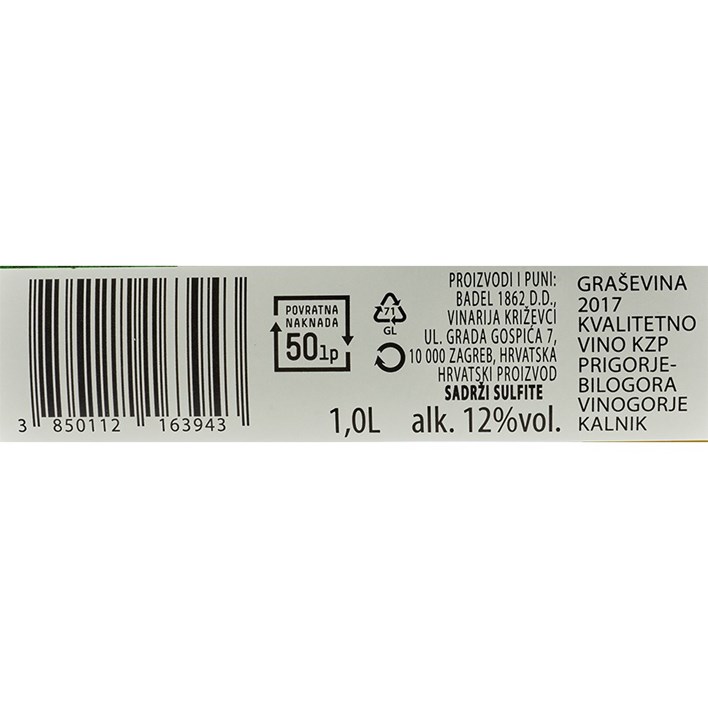 3 850112 163943
POVRATNA
NAKNADA
50lp
71
GL
1,0L
PROIZVODI I PUNI:
BADEL 1862 D.D.,
VINARIJA KRIŽEVCI
UL. GRADA GOSPIĆA 7,
10 000 ZAGREB, HRVATSKA
HRVATSKI PROIZVOD
SADRŽI SULFITE
alk. 12%vol.
GRAŠEVINA
2017
KVALITETNO
VINO KZP
PRIGORJE-
BILOGORA
VINOGORJE
KALNIK